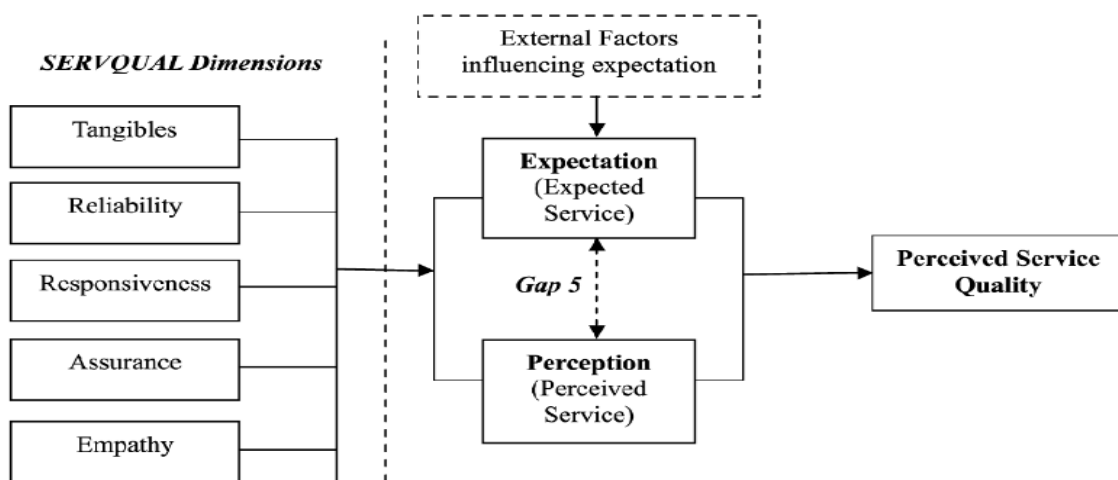 External Factors
influencing expectation
SERVQUAL Dimensions
Tangibles
Reliability
Responsiveness
Assurance
Empathy
Expectation
(Expected
Service)
Gap 5
Perception
(Perceived
Service)
Perceived Service
Quality